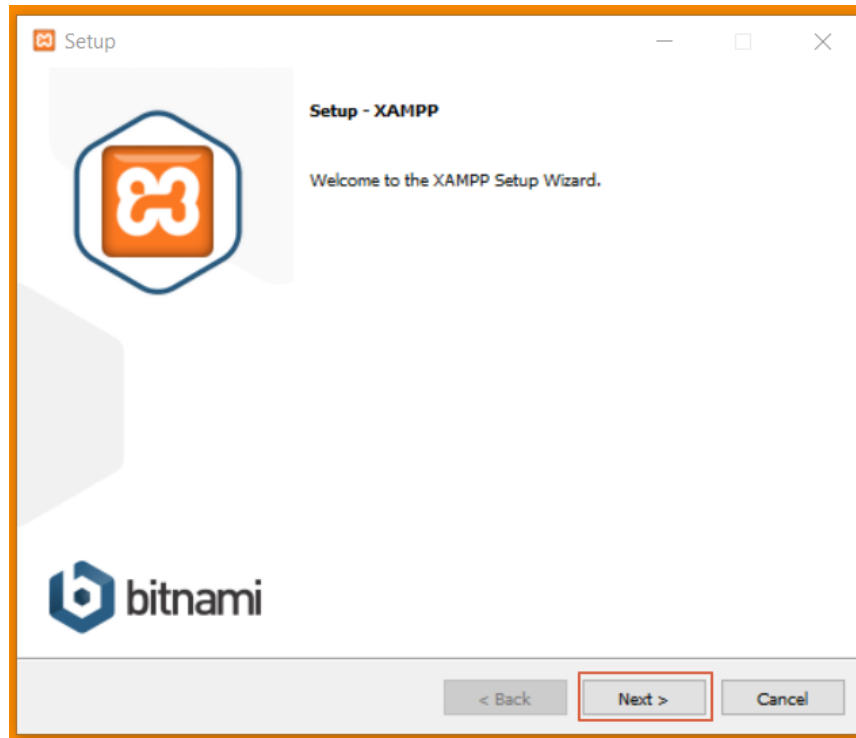 Setup
Setup - XAMPP
Welcome to the XAMPP Setup Wizard.
bitnami
< Back
Next >
Cancel